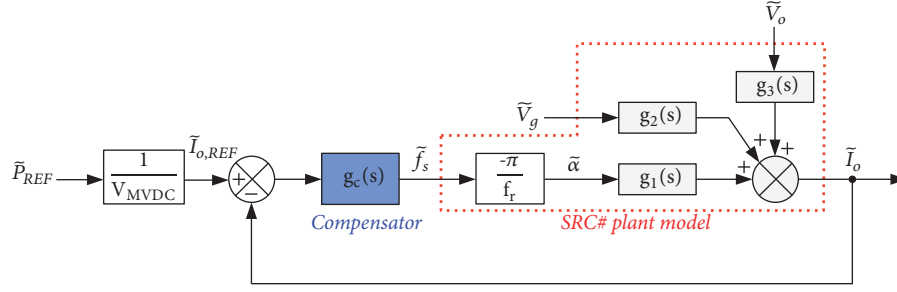 Ṽo
g3(s)
Ṽg
g2(s)
+
+
P̃REF
1
VMVDC
Ĩo,REF
+
−
gc(s)
f̃s
-π
fr
α̃
g1(s)
+
Ĩo
Compensator
SRC# plant model